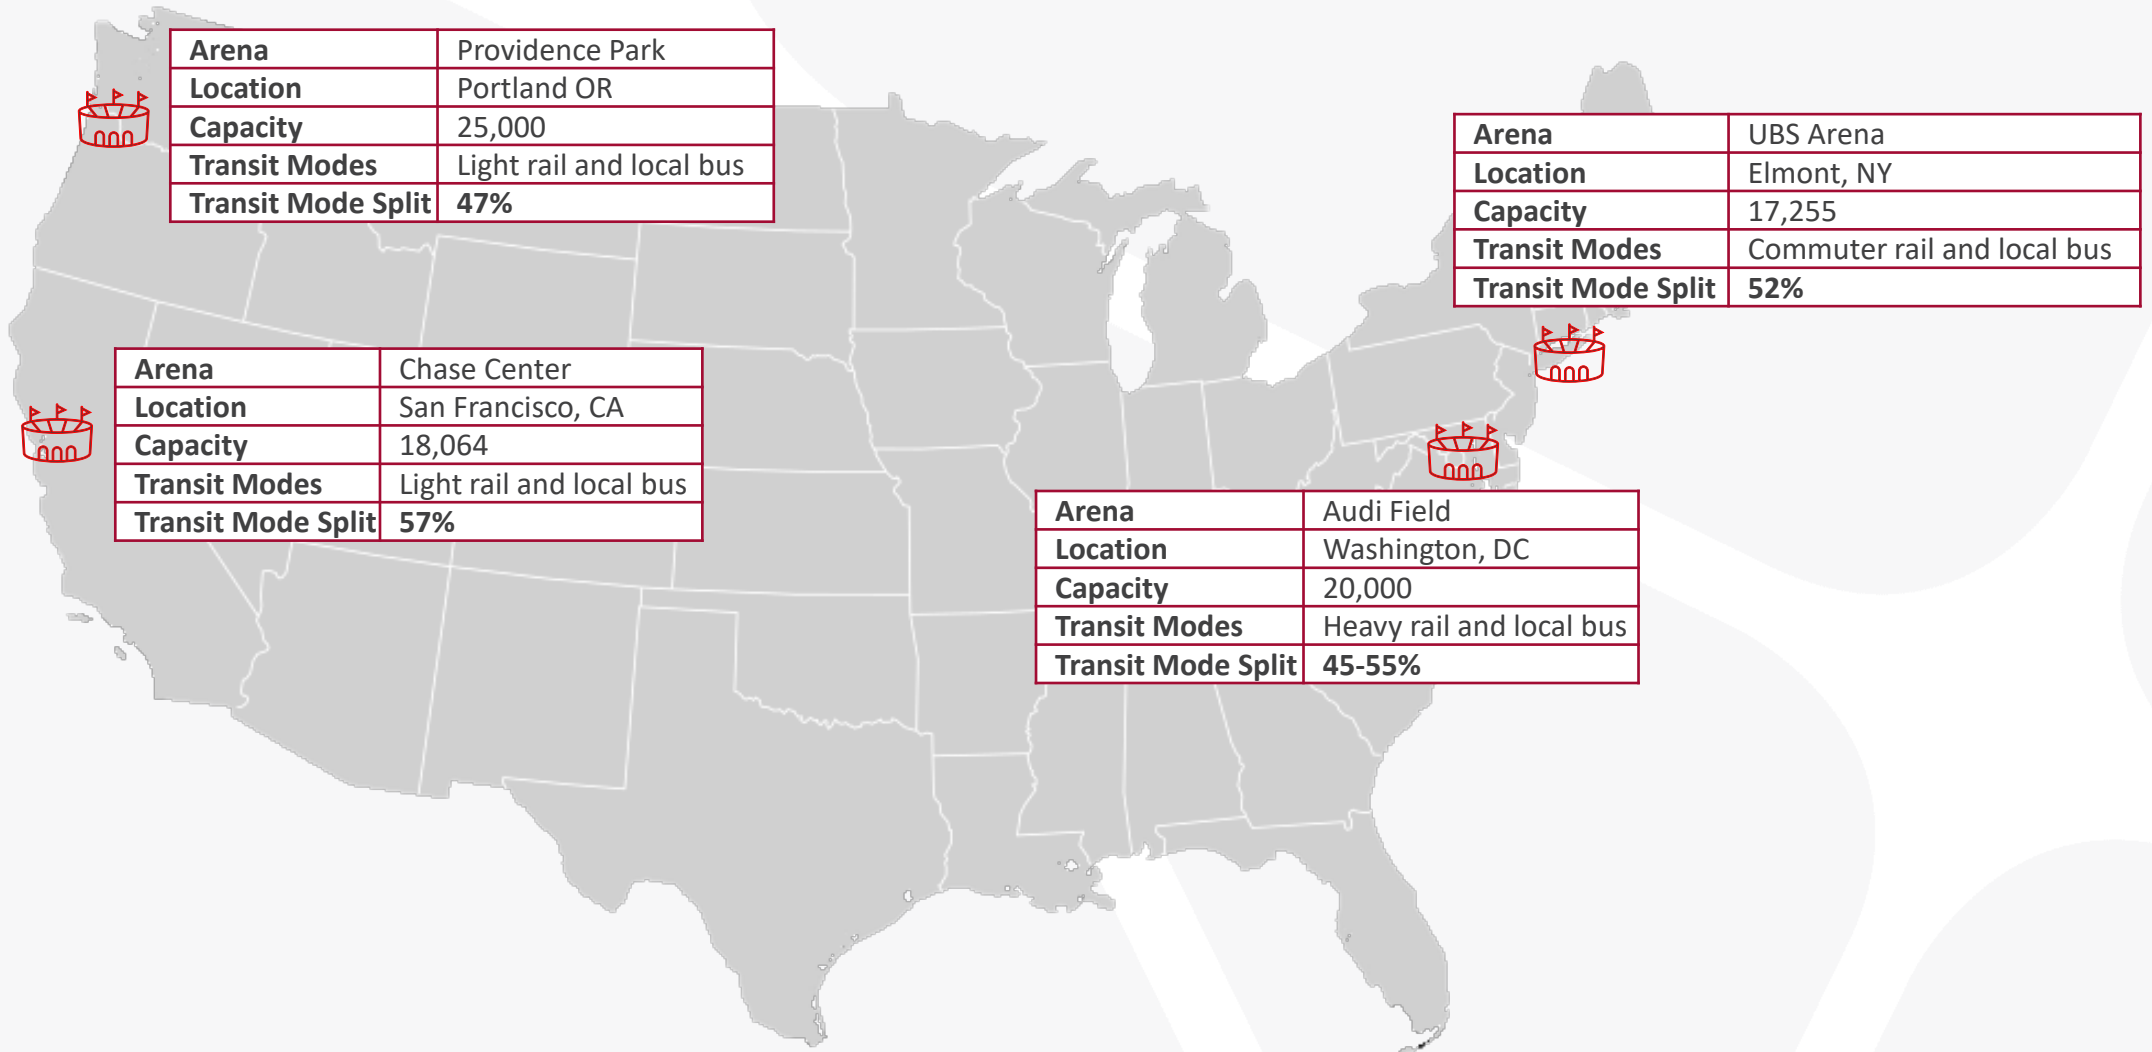 Arena Providence Park
Location Portland OR
Capacity 25,000
Transit Modes Light rail and local bus
Transit Mode Split 47%
Arena UBS Arena
Location Elmont, NY
Capacity 17,255
Transit Modes Commuter rail and local bus
Transit Mode Split 52%
Arena Chase Center
Location San Francisco, CA
Capacity 18,064
Transit Modes Light rail and local bus
Transit Mode Split 57%
Arena Audi Field
Location Washington, DC
Capacity 20,000
Transit Modes Heavy rail and local bus
Transit Mode Split 45-55%